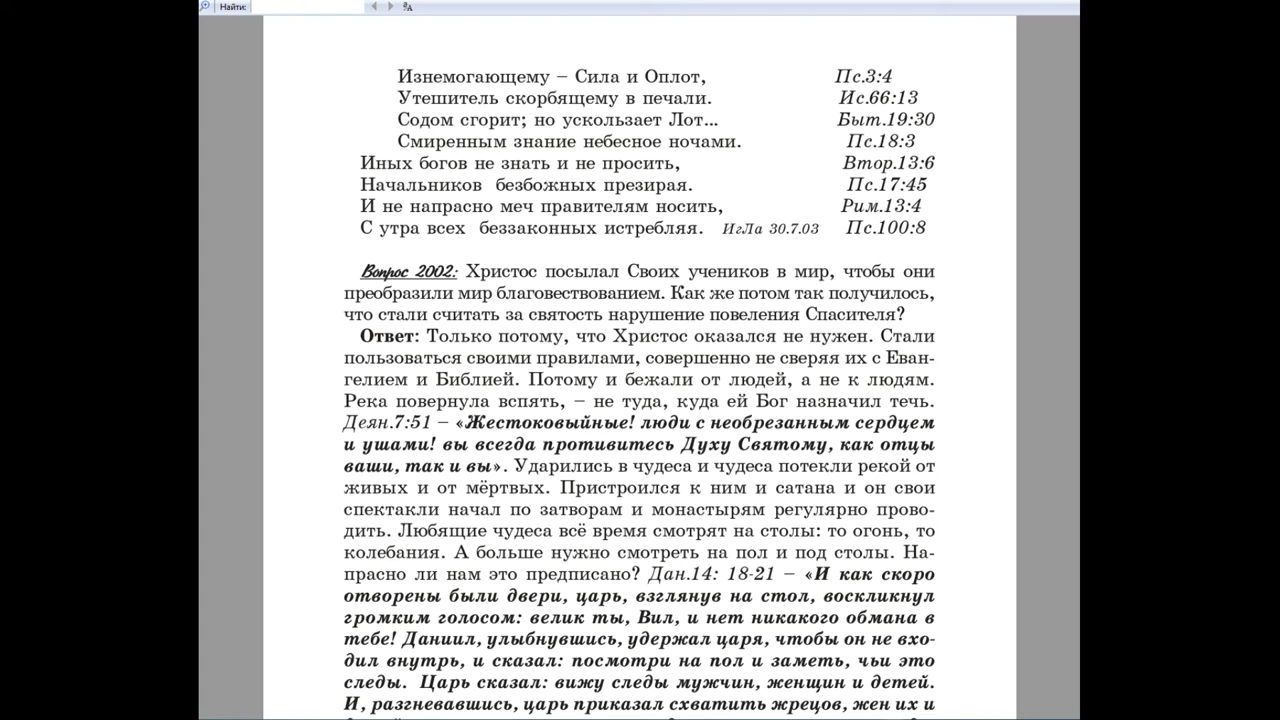 Найти:
Изнемогающему – Сила и Оплот, Пс.3:4
Утешитель скорбящему в печали. Ис.66:13
Содом сгорит; но ускользает Лот... Быт.19:30
Смиренным знание небесное ночами. Пс.18:3
Иных богов не знать и не просить, Втор.13:6
Начальников безбожных презирая. Пс.17:45
И не напрасно меч правителям носить, Рим.13:4
С утра всех беззаконных истребляя. ИгЛа 30.7.03 Пс.100:8
Вопрос 2002: Христос посылал Своих учеников в мир, чтобы они
преобразили мир благовествованием. Как же потом так получилось,
что стали считать за святость нарушение повеления Спасителя?
Ответ: Только потому, что Христос оказался не нужен. Стали
пользоваться своими правилами, совершенно не сверяя их с Еван-
гелием и Библией. Потому и бежали от людей, а не к людям.
Река повернула вспять, – не туда, куда ей Бог назначил течь.
Деян.7:51 – «Жестоковыйные! люди с необрезанным сердцем
и ушами! вы всегда противитесь Духу Святому, как отцы
ваши, так и вы». Ударились в чудеса и чудеса потекли рекой от
живых и от мёртвых. Пристроился к ним и сатана и он свои
спектакли начал по затворам и монастырям регулярно прово-
дить. Любящие чудеса всё время смотрят на столы: то огонь, то
колебания. А больше нужно смотреть на пол и под столы. На-
прасно ли нам это предписано? Дан.14: 18-21 – «И как скоро
отворены были двери, царь, взглянув на стол, воскликнул
громким голосом: велик ты, Вил, и нет никакого обмана в
тебе! Даниил, улыбнувшись, удержал царя, чтобы он не вхо-
дил внутрь, и сказал: посмотри на пол и заметь, чьи это
следы. Царь сказал: вижу следы мужчин, женщин и детей.
И, разгневавшись, царь приказал схватить жрецов, жен их и